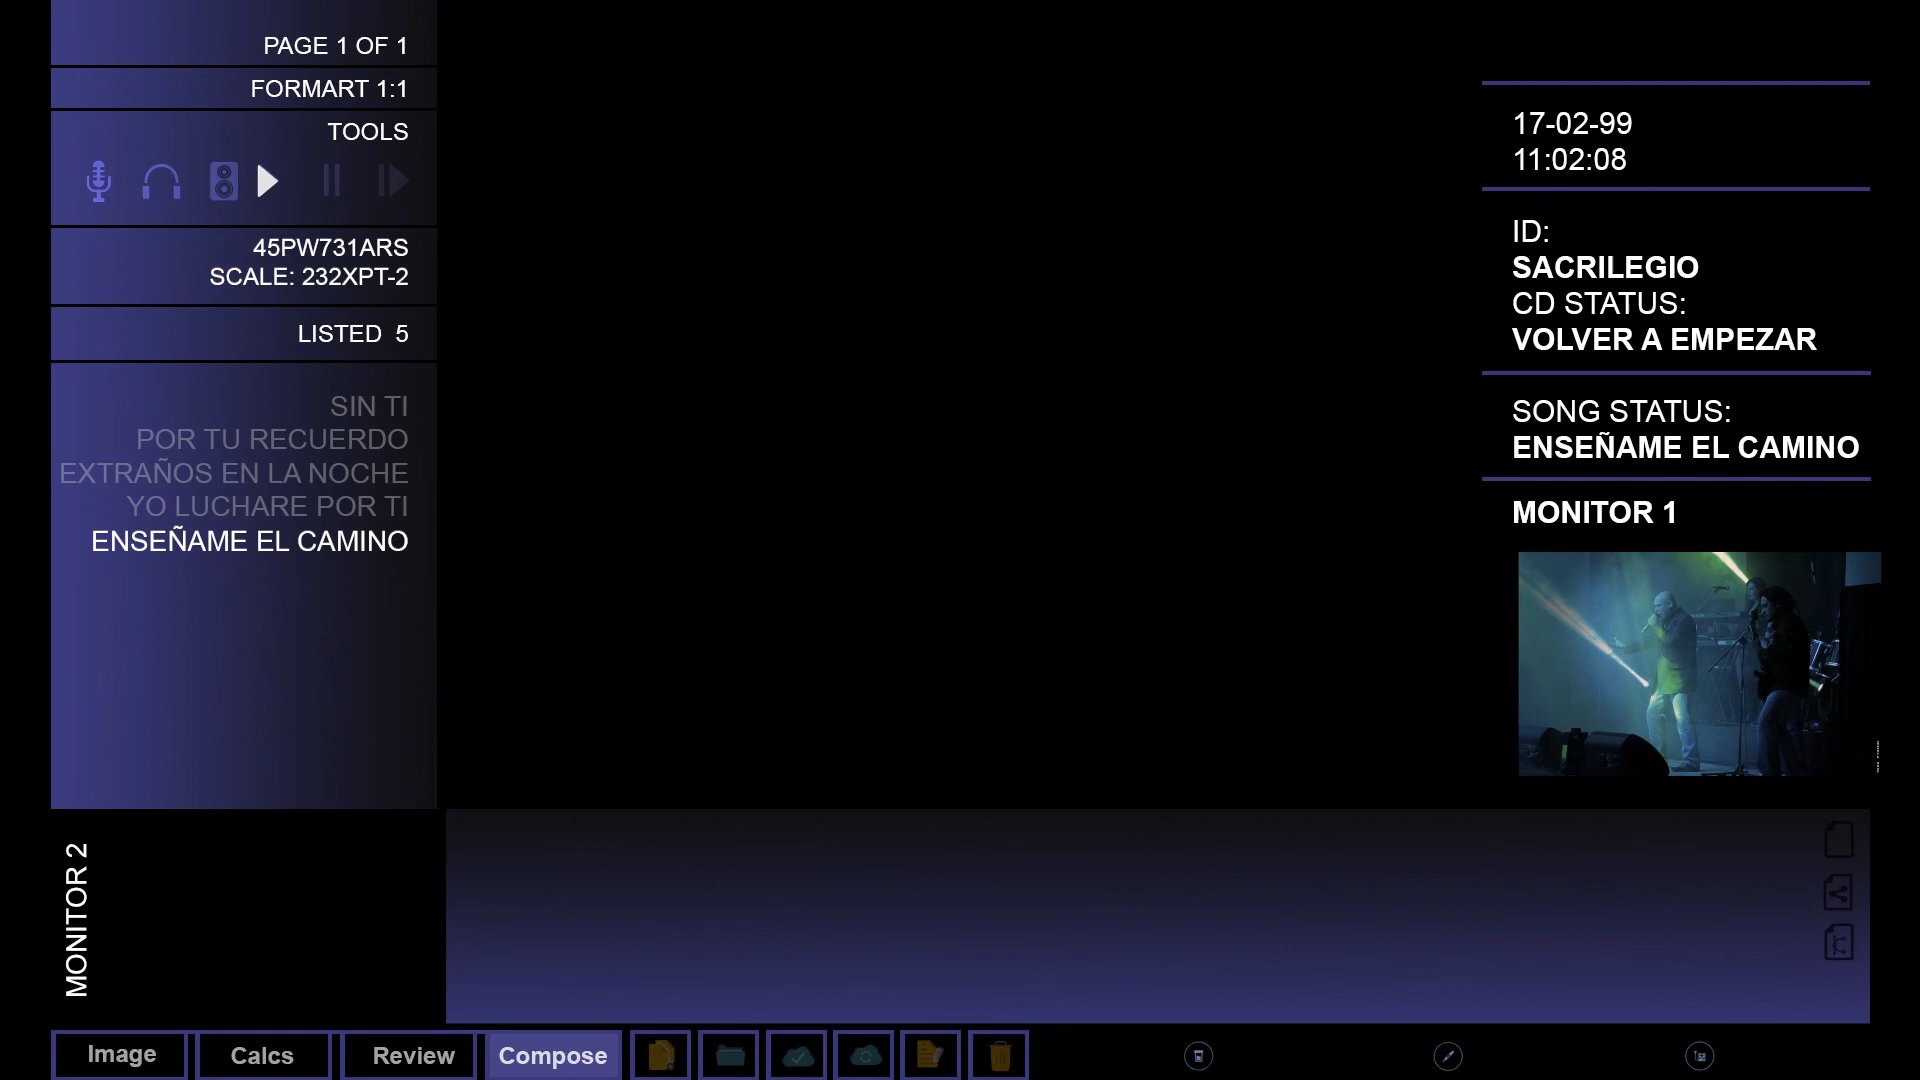 PAGE 1 OF 1
FORMART 1:1
TOOLS
45PW731ARS
SCALE: 232XPT-2
LISTED 5
SIN TI
POR TU RECUERDO
EXTRAÑOS EN LA NOCHE
YO LUCHARE POR TI
ENSEÑAME EL CAMINO
17-02-99
11:02:08
ID:
SACRILEGIO
CD STATUS:
VOLVER A EMPEZAR
SONG STATUS:
ENSEÑAME EL CAMINO
MONITOR 1
MONITOR 2
Image
Calcs
Review
Compose